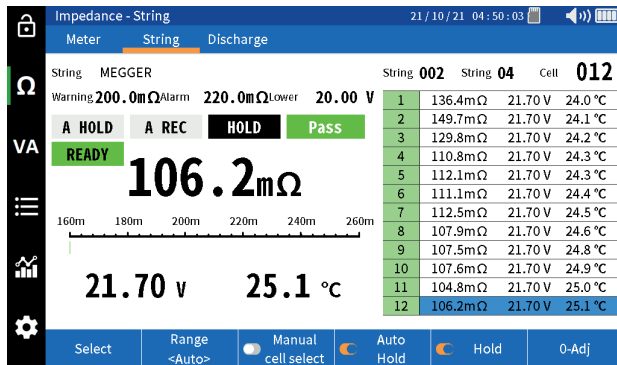 Impedance - String 21 / 10 / 21 04 : 50 : 03
Meter String Discharge
String MEGGER String 002 String 04 Cell 012
Warning 200.0mΩ Alarm 220.0mΩ Lower 20.00 V
A HOLD A REC HOLD Pass
READY
106.2mΩ
160m 180m 200m 220m 240m 260m
21.70 V 25.1 °C
1 136.4mΩ 21.70 V 24.0 °C
2 149.7mΩ 21.70 V 24.1 °C
3 129.8mΩ 21.70 V 24.2 °C
4 110.8mΩ 21.70 V 24.3 °C
5 112.1mΩ 21.70 V 24.3 °C
6 111.1mΩ 21.70 V 24.4 °C
7 112.5mΩ 21.70 V 24.5 °C
8 107.9mΩ 21.70 V 24.6 °C
9 107.5mΩ 21.70 V 24.8 °C
10 107.6mΩ 21.70 V 24.9 °C
11 104.8mΩ 21.70 V 25.0 °C
12 106.2mΩ 21.70 V 25.1 °C
Ω
VA
Select
Range
<Auto>
Manual
cell select
Auto
Hold
Hold
0-Adj